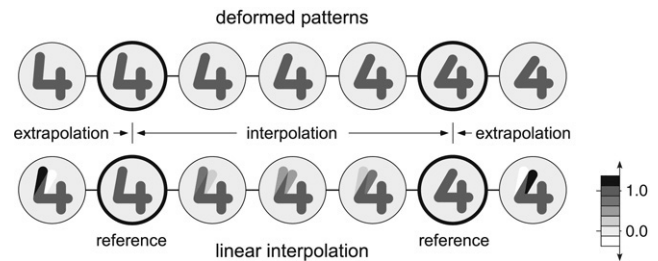 deformed patterns
4 4 4 4 4 4 4
extrapolation interpolation extrapolation
4 4 4 4 4 4 4
1.0
0.0
reference reference
linear interpolation